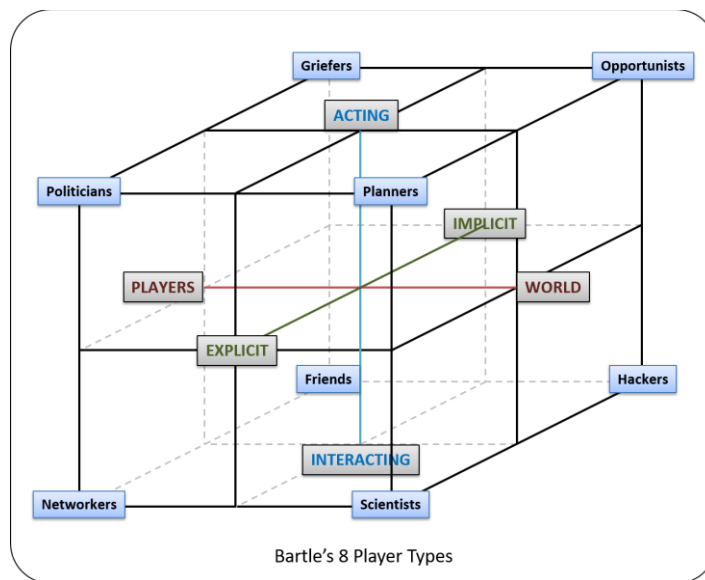 Griefers
Opportunists
ACTING
Politicians
Planners
IMPLICIT
PLAYERS
WORLD
EXPLICIT
Friends
Hackers
INTERACTING
Networkers
Scientists
Bartle’s 8 Player Types